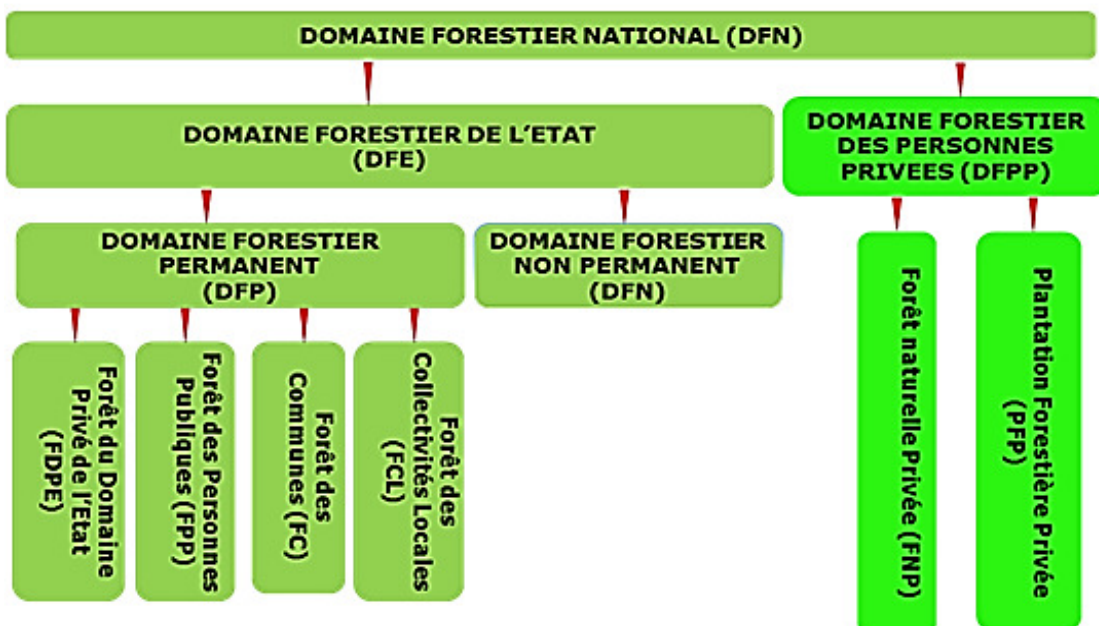 DOMAINE FORESTIER NATIONAL (DFN)
DOMAINE FORESTIER DE L’ETAT
(DFE)
DOMAINE FORESTIER
DES PERSONNES
PRIVEES (DFPP)
DOMAINE FORESTIER
PERMANENT
(DFP)
DOMAINE FORESTIER
NON PERMANENT
(DFN)
Forêt du Domaine
Privé de l’Etat
(FDPE)
Forêt des Personnes
Publiques (FPP)
Forêt des
Communes (FC)
Forêt des
Collectivités Locales
(FCL)
Forêt naturelle Privée (FNP)
Plantation Forestière Privée
(PFP)